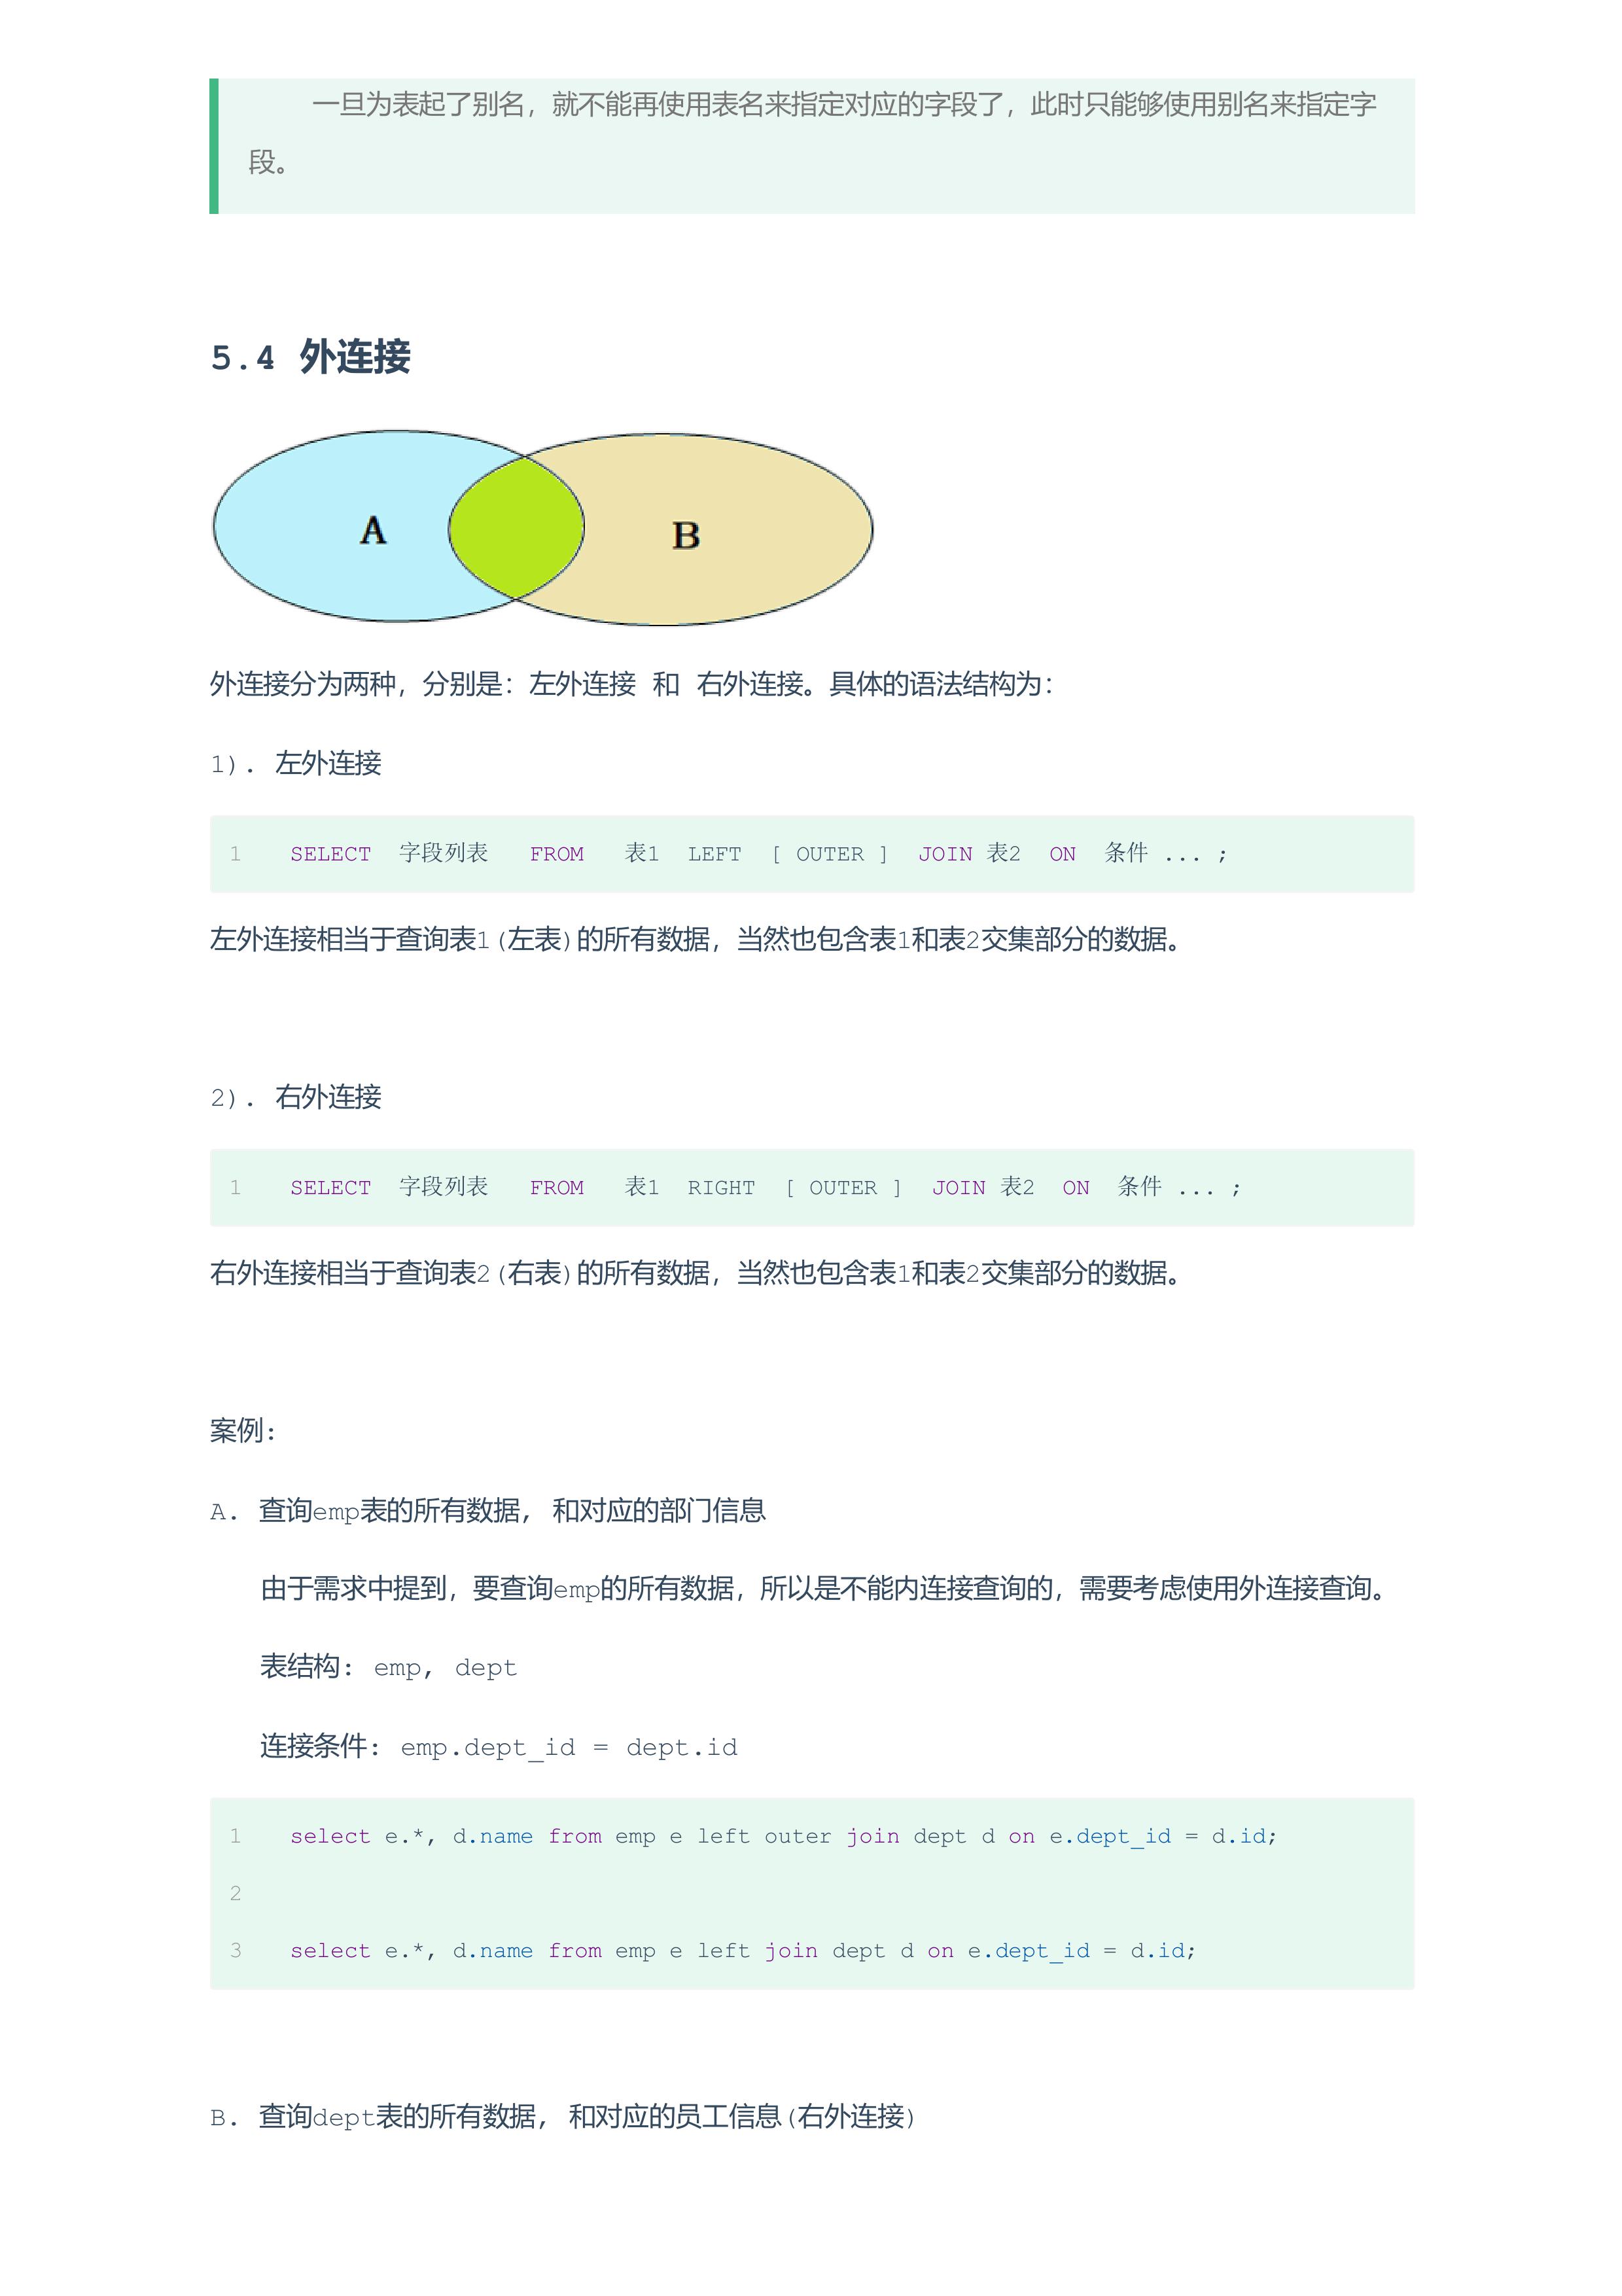 一旦为表起了别名，就不能再使用表名来指定对应的字段了，此时只能够使用别名来指定字
段。
5.4 外连接
A
B
外连接分为两种，分别是：左外连接 和 右外连接。具体的语法结构为：
1). 左外连接
1 SELECT 字段列表 FROM 表1 LEFT [ OUTER ] JOIN 表2 ON 条件 ... ;
左外连接相当于查询表1(左表)的所有数据，当然也包含表1和表2交集部分的数据。
2). 右外连接
1 SELECT 字段列表 FROM 表1 RIGHT [ OUTER ] JOIN 表2 ON 条件 ... ;
右外连接相当于查询表2(右表)的所有数据，当然也包含表1和表2交集部分的数据。
案例:
A. 查询emp表的所有数据, 和对应的部门信息
由于需求中提到，要查询emp的所有数据，所以是不能内连接查询的，需要考虑使用外连接查询。
表结构: emp, dept
连接条件: emp.dept_id = dept.id
1 select e.*, d.name from emp e left outer join dept d on e.dept_id = d.id;
2
3 select e.*, d.name from emp e left join dept d on e.dept_id = d.id;
B. 查询dept表的所有数据, 和对应的员工信息(右外连接)